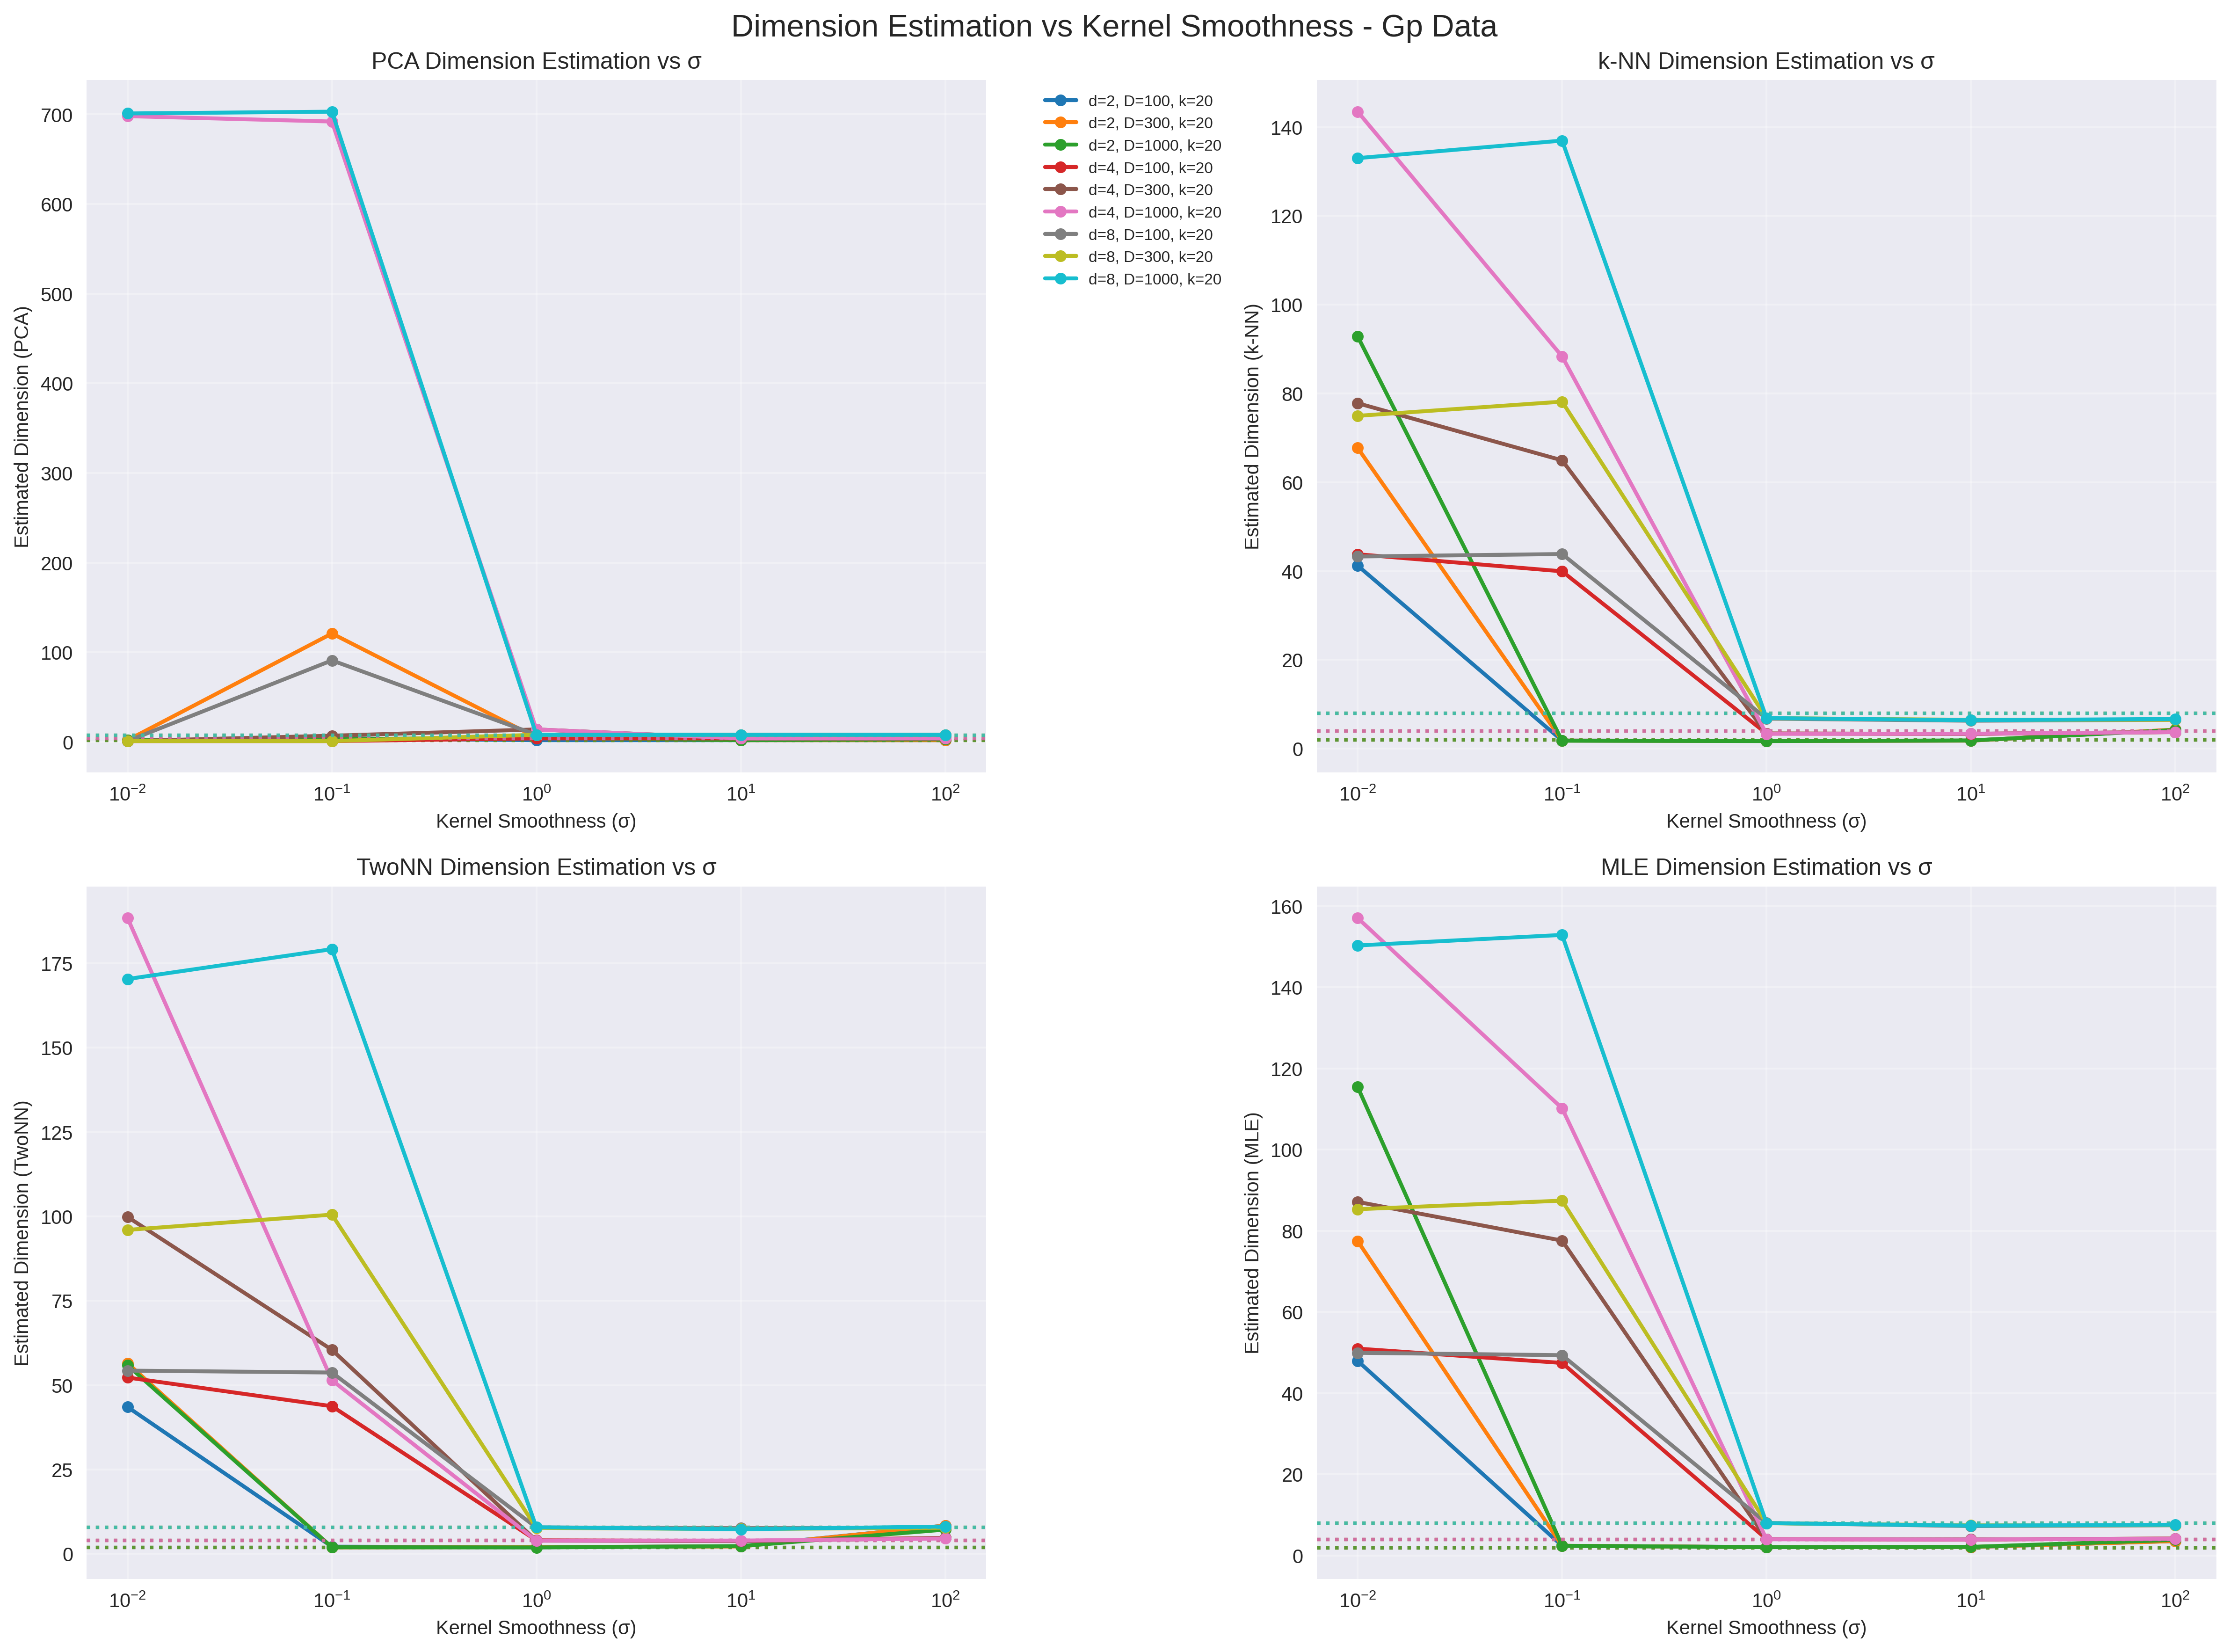 Dimension Estimation vs Kernel Smoothness - Gp Data
PCA Dimension Estimation vs σ
Estimated Dimension (PCA)
700
600
500
400
300
200
100
0
10⁻²
10⁻¹
10⁰
10¹
10²
Kernel Smoothness (σ)
d=2, D=100, k=20
d=2, D=300, k=20
d=2, D=1000, k=20
d=4, D=100, k=20
d=4, D=300, k=20
d=4, D=1000, k=20
d=8, D=100, k=20
d=8, D=300, k=20
d=8, D=1000, k=20
k-NN Dimension Estimation vs σ
Estimated Dimension (k-NN)
140
120
100
80
60
40
20
0
10⁻²
10⁻¹
10⁰
10¹
10²
Kernel Smoothness (σ)
TwoNN Dimension Estimation vs σ
Estimated Dimension (TwoNN)
175
150
125
100
75
50
25
0
10⁻²
10⁻¹
10⁰
10¹
10²
Kernel Smoothness (σ)
MLE Dimension Estimation vs σ
Estimated Dimension (MLE)
160
140
120
100
80
60
40
20
0
10⁻²
10⁻¹
10⁰
10¹
10²
Kernel Smoothness (σ)